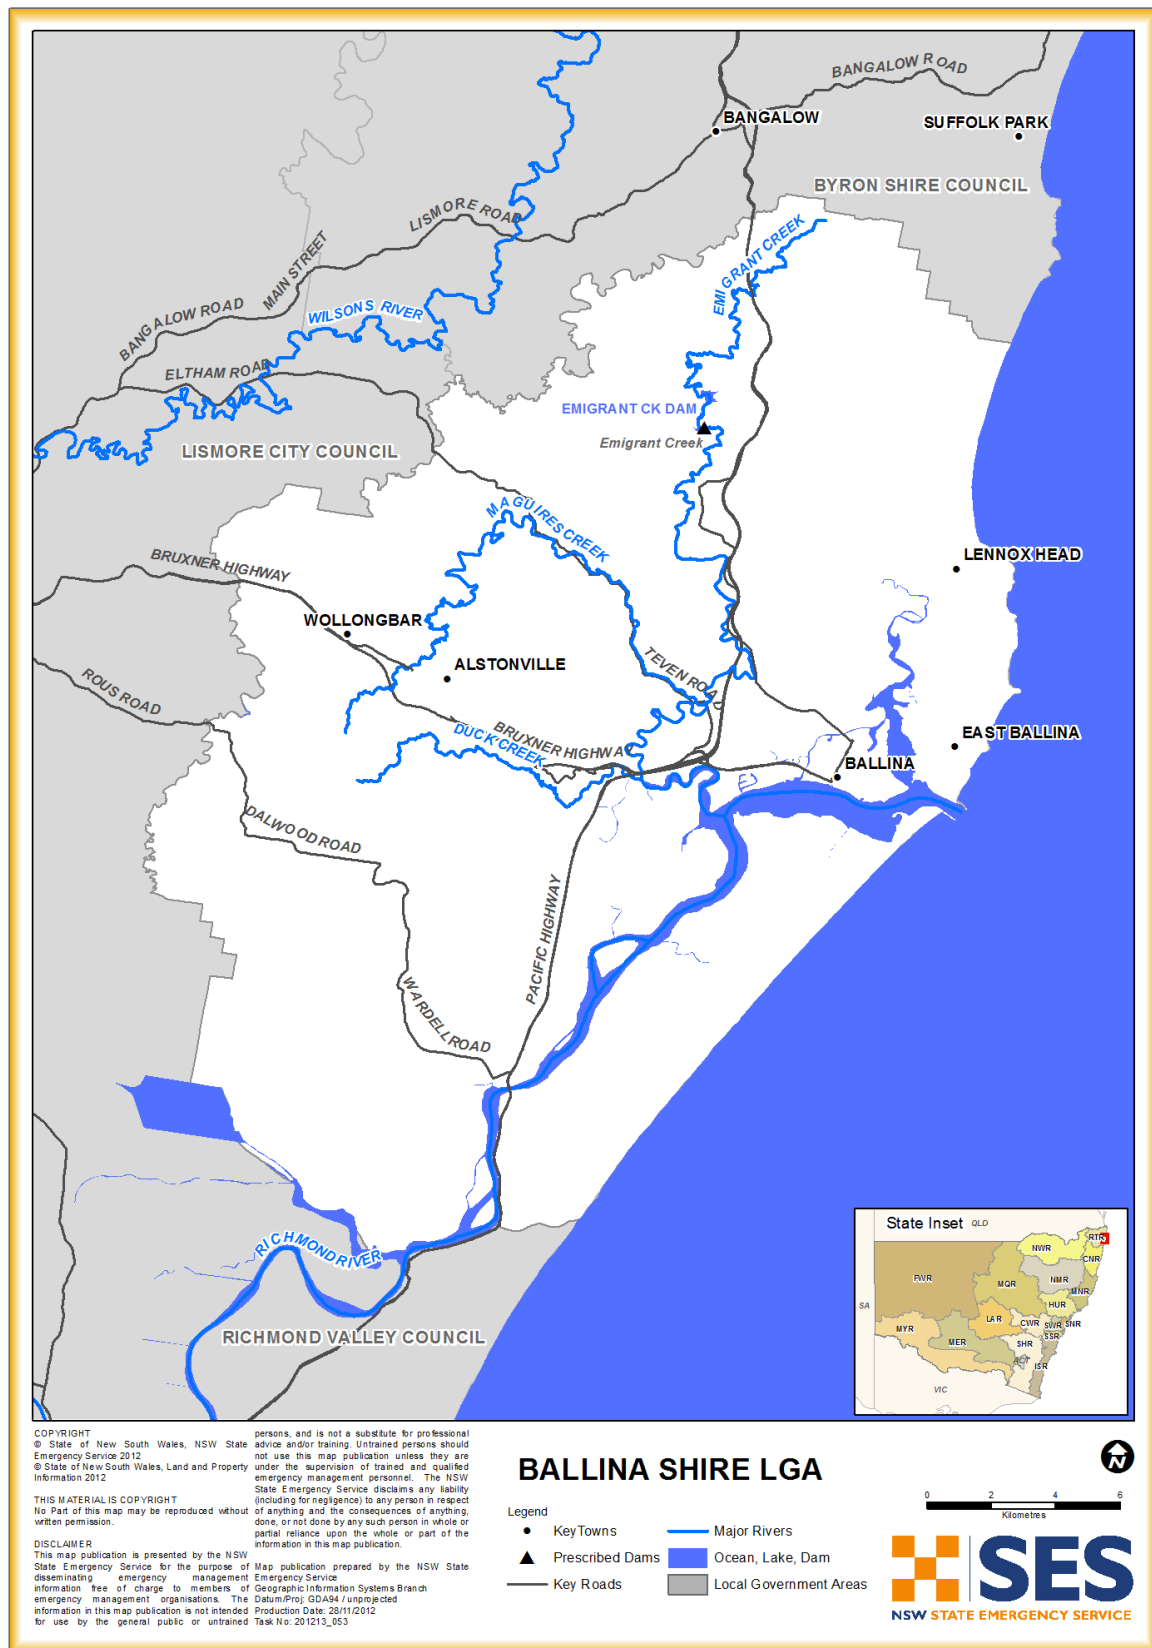 BANGALOW ROAD
BANGALOW
SUFFOLK PARK
BYRON SHIRE COUNCIL
LISMORE ROAD
EMIGRANT CREEK
MAIN STREET
BANGALOW ROAD
WILSONS RIVER
ELTHAM ROAD
EMIGRANT CK DAM
Emigrant Creek
LISMORE CITY COUNCIL
MAGUIRES CREEK
BRUXNER HIGHWAY
LENNOX HEAD
WOLLONGBAR
ALSTONVILLE
TEVEN ROAD
ROUS ROAD
BRUXNER HIGHWAY
DUCK CREEK
EAST BALLINA
BALLINA
DALWOOD ROAD
PACIFIC HIGHWAY
WARDELL ROAD
RICHMOND RIVER
RICHMOND VALLEY COUNCIL
State Inset
QLD
RTR
NWR
CNR
FWR
MQR
NMR
MNR
HUR
SA
LAR
CWR
SWR
SNR
MYR
MER
SHR
SSR
ACT
ISR
VIC
COPYRIGHT
© State of New South Wales, NSW State
Emergency Service 2012
© State of New South Wales, Land and Property
Information 2012
THIS MATERIAL IS COPYRIGHT
No Part of this map may be reproduced without
written permission.
DISCLAIMER
This map publication is presented by the NSW
State Emergency Service for the purpose of
disseminating emergency management
information free of charge to members of
emergency management organisations. The
information in this map publication is not intended
for use by the general public or untrained
persons, and is not a substitute for professional
advice and/or training. Untrained persons should
not use this map publication unless they are
under the supervision of trained and qualified
emergency management personnel. The NSW
State Emergency Service disclaims any liability
(including for negligence) to any person in respect
of anything and the consequences of anything,
done, or not done by any such person in whole or
partial reliance upon the whole or part of the
information in this map publication.
Map publication prepared by the NSW State
Emergency Service
Geographic Information Systems Branch
Datum/Proj: GDA94 / unprojected
Production Date: 28/11/2012
Task No: 201213_053
BALLINA SHIRE LGA
Legend
Key Towns
Prescribed Dams
Key Roads
Major Rivers
Ocean, Lake, Dam
Local Government Areas
N
0 2 4 6
Kilometres
SES
NSW STATE EMERGENCY SERVICE